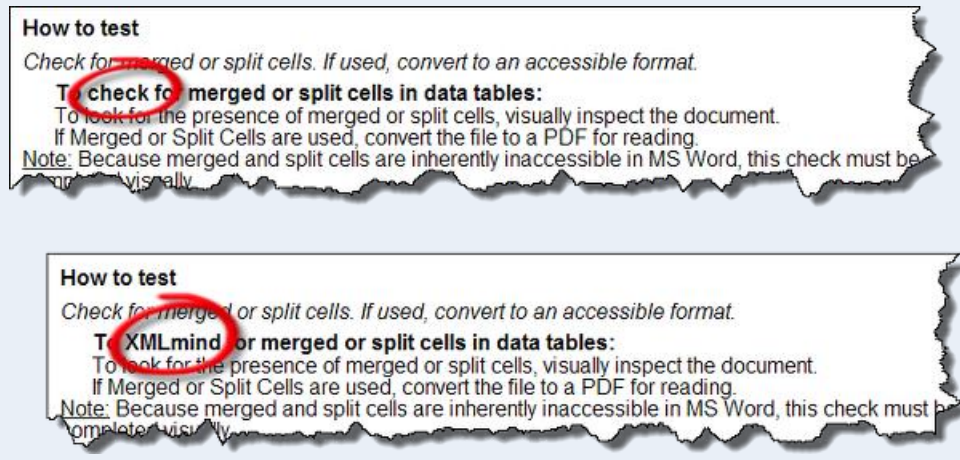 How to test
Check for merged or split cells. If used, convert to an accessible format.
To check for merged or split cells in data tables:
To look for the presence of merged or split cells, visually inspect the document.
If Merged or Split Cells are used, convert the file to a PDF for reading.
Note: Because merged and split cells are inherently inaccessible in MS Word, this check must be
completed visually
How to test
Check for merged or split cells. If used, convert to an accessible format.
To XMLmind for merged or split cells in data tables:
To look for the presence of merged or split cells, visually inspect the document.
If Merged or Split Cells are used, convert the file to a PDF for reading.
Note: Because merged and split cells are inherently inaccessible in MS Word, this check must b
completed visually